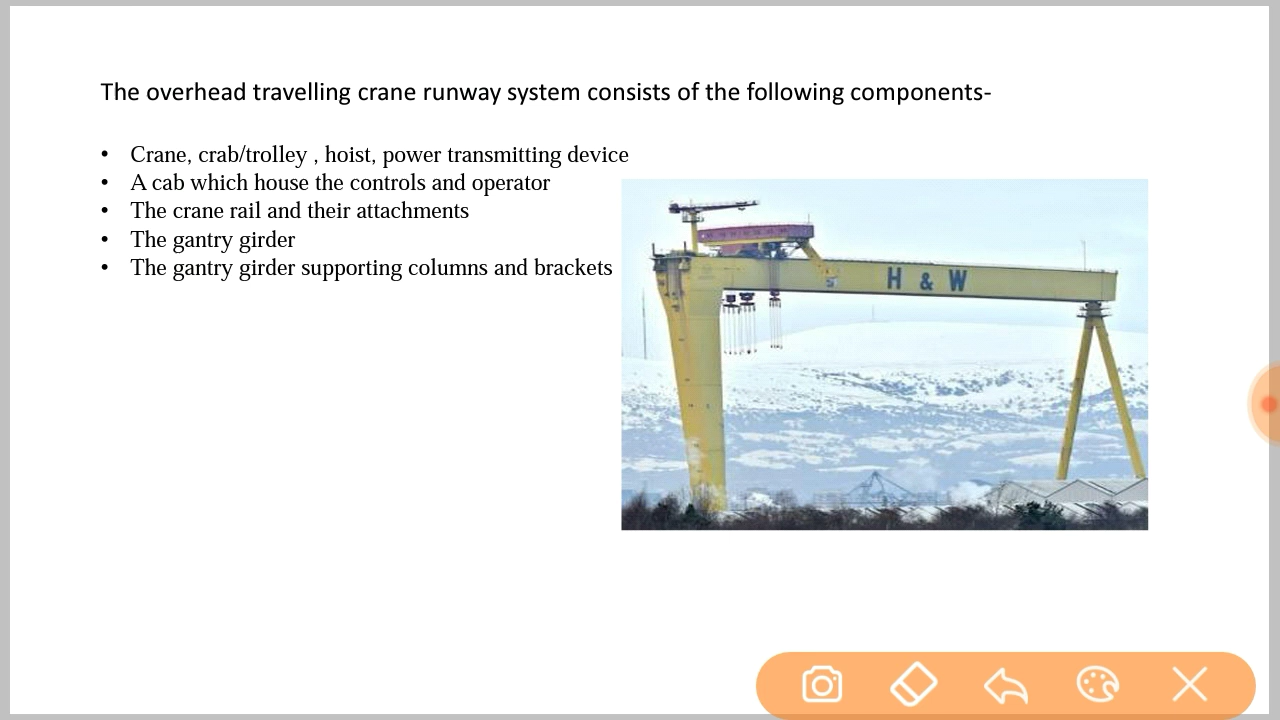 The overhead travelling crane runway system consists of the following components-
• Crane, crab/trolley , hoist, power transmitting device
• A cab which house the controls and operator
• The crane rail and their attachments
• The gantry girder
• The gantry girder supporting columns and brackets
H & W